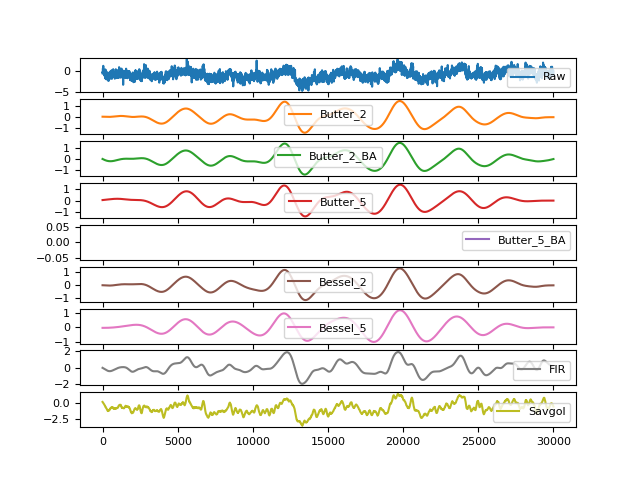 0
−5
Raw
1
0
−1
Butter_2
1
0
−1
Butter_2_BA
1
0
−1
Butter_5
0.05
0.00
−0.05
Butter_5_BA
1
0
−1
Bessel_2
1
0
−1
Bessel_5
2
0
−2
FIR
0.0
−2.5
Savgol
0 5000 10000 15000 20000 25000 30000